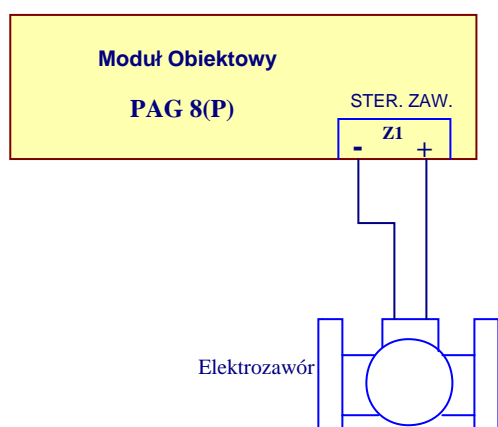 Moduł Obiektowy
PAG 8(P)
STER. ZAW.
Z1
- +
Elektrozawór